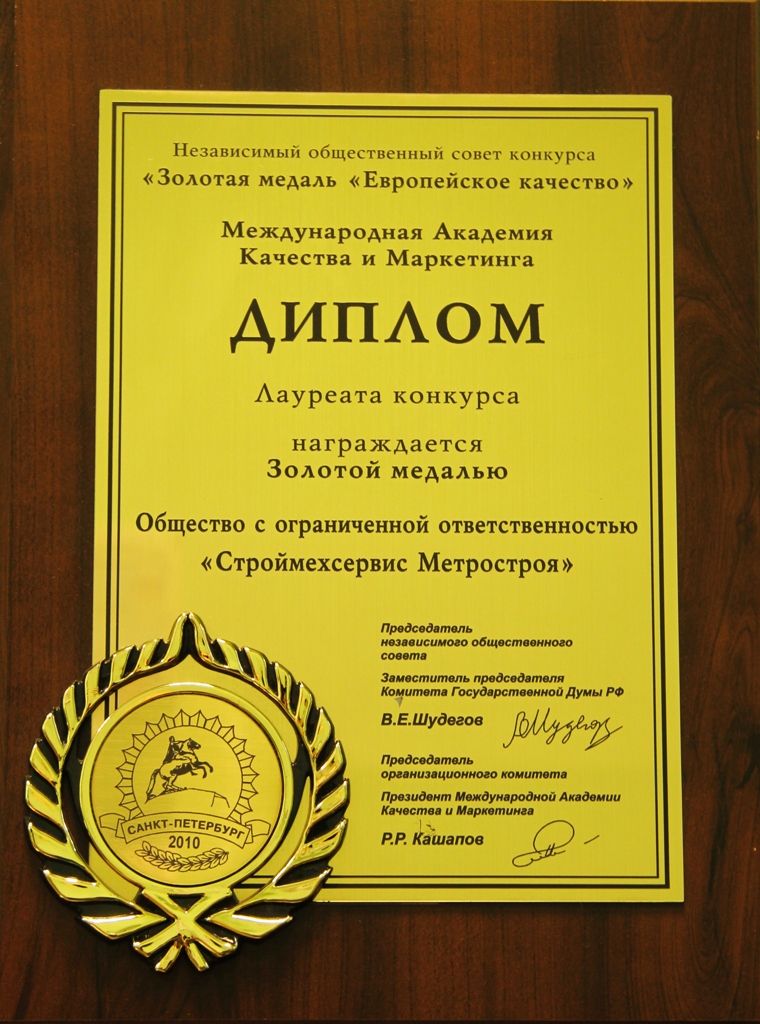 Независимый общественный совет конкурса
«Золотая медаль «Европейское качество»
Международная Академия
Качества и Маркетинга
ДИПЛОМ
Лауреата конкурса
награждается
Золотой медалью
Общество с ограниченной ответственностью
«Строймехсервис Метростроя»
Председатель
независимого общественного
совета
Заместитель председателя
Комитета Государственной Думы РФ
В.Е.Шудегов
Председатель
организационного комитета
Президент Международной Академии
Качества и Маркетинга
Р.Р. Кашапов
САНКТ-ПЕТЕРБУРГ
2010